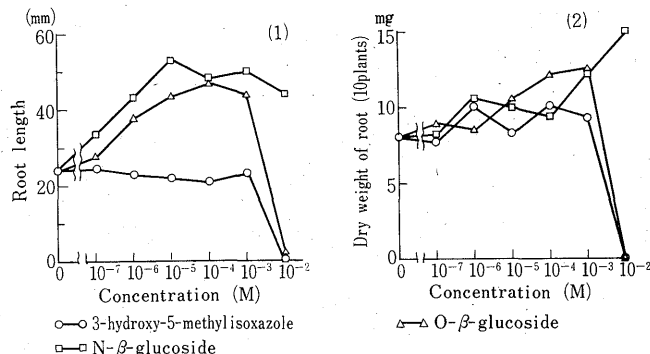 (mm)
(1)
60
40
20
0
Root length
0 10⁻⁷ 10⁻⁶ 10⁻⁵ 10⁻⁴ 10⁻³ 10⁻²
Concentration (M)
mg
(2)
15
10
5
0
Dry weight of root (10plants)
0 10⁻⁷ 10⁻⁶ 10⁻⁵ 10⁻⁴ 10⁻³ 10⁻²
Concentration (M)
3-hydroxy-5-methylisoxazole
O-β-glucoside
N-β-glucoside